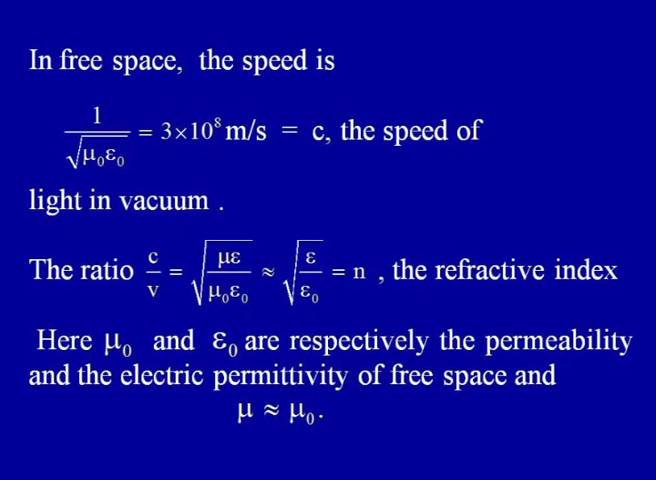 In free space, the speed is
1/√μ₀ε₀ = 3×10⁸ m/s = c, the speed of
light in vacuum .
The ratio c/v = √με/μ₀ε₀ ≈ √ε/ε₀ = n , the refractive index
Here μ₀ and ε₀ are respectively the permeability
and the electric permittivity of free space and
μ ≈ μ₀.